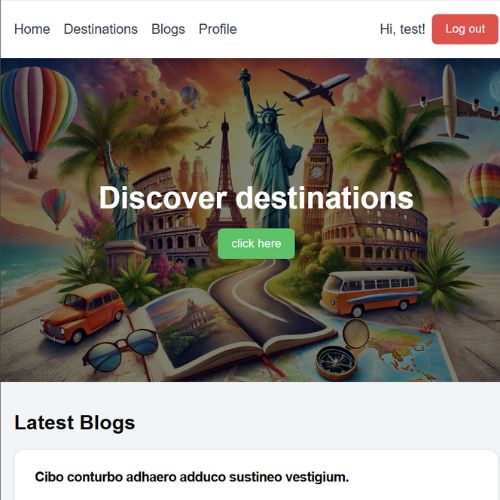 Home Destinations Blogs Profile Hi, test! Log out
Discover destinations
click here
Latest Blogs
Cibo conturbo adhaero adduco sustineo vestigium.